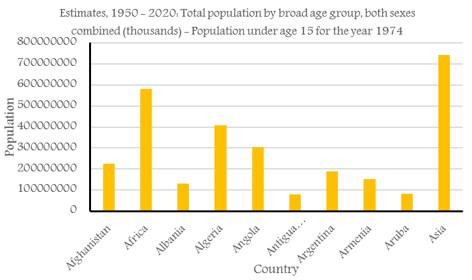 Estimates, 1950 - 2020: Total population by broad age group, both sexes
combined (thousands) - Population under age 15 for the year 1974
800000000
700000000
600000000
500000000
400000000
300000000
200000000
100000000
0
Population
Afghanistan
Africa
Albania
Algeria
Angola
Antigua...
Argentina
Armenia
Aruba
Asia
Country